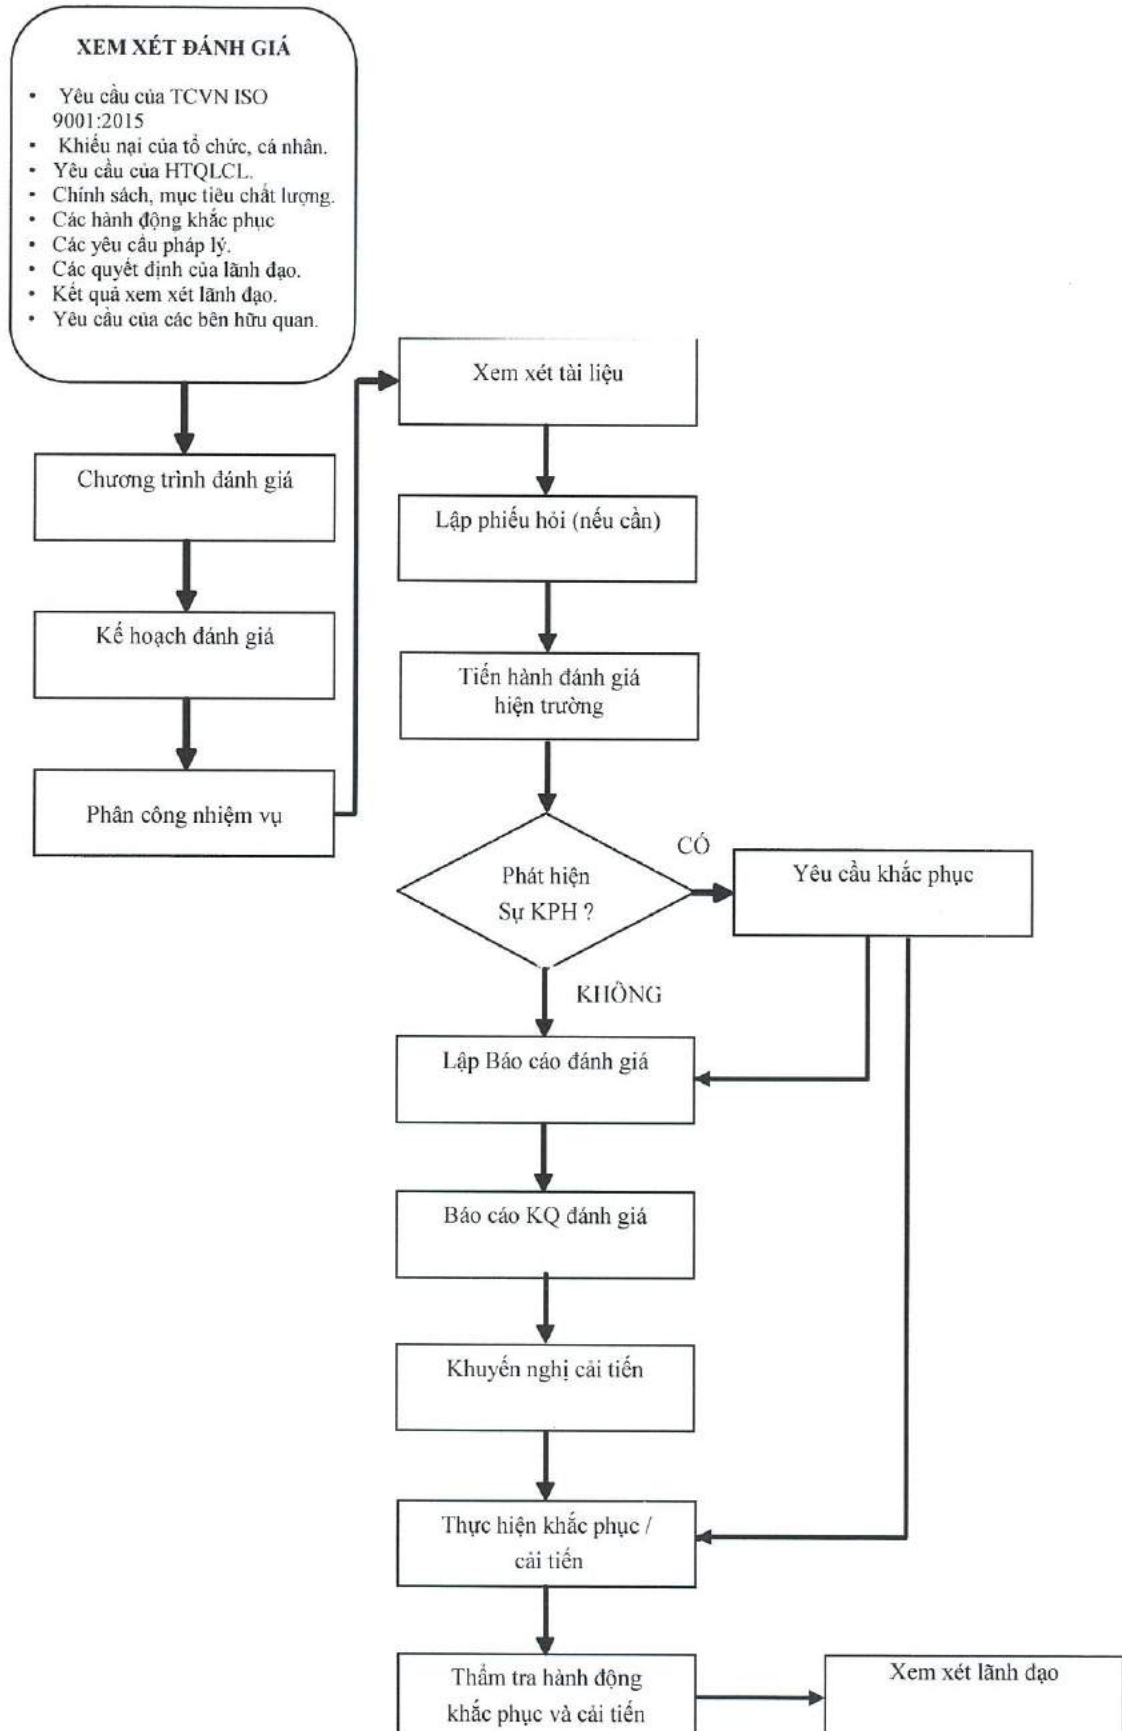 XEM XÉT ĐÁNH GIÁ
• Yêu cầu của TCVN ISO
9001:2015
• Khiếu nại của tổ chức, cá nhân.
• Yêu cầu của HTQLCL.
• Chính sách, mục tiêu chất lượng.
• Các hành động khắc phục
• Các yêu cầu pháp lý.
• Các quyết định của lãnh đạo.
• Kết quả xem xét lãnh đạo.
• Yêu cầu của các bên hữu quan.
Chương trình đánh giá
Kế hoạch đánh giá
Phân công nhiệm vụ
Xem xét tài liệu
Lập phiếu hỏi (nếu cần)
Tiến hành đánh giá
hiện trường
Phát hiện
Sự KPH ?
CÓ
Yêu cầu khắc phục
KHÔNG
Lập Báo cáo đánh giá
Báo cáo KQ đánh giá
Khuyến nghị cải tiến
Thực hiện khắc phục /
cải tiến
Thẩm tra hành động
khắc phục và cải tiến
Xem xét lãnh đạo